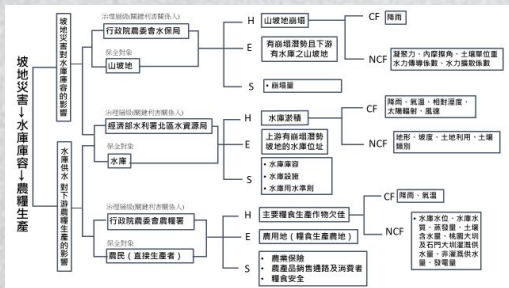 坡地災害↓水庫庫容↓農糧生產
坡地災害對水庫庫容的影響
水庫供水對下游農糧生產的影響
治理層級(關鍵利害關係人)
行政院農委會水保局
保全對象
山坡地
H
山坡地崩塌
CF
降雨
NCF
凝聚力、內摩擦角、土壤單位重
水力傳導係數、水力擴散係數
E
有崩塌潛勢且下游
有水庫之山坡地
S
• 崩塌量
治理層級(關鍵利害關係人)
經濟部水利署北區水資源局
保全對象
水庫
H
水庫淤積
CF
降雨、氣溫、相對溼度、
太陽輻射、風速
NCF
地形、坡度、土地利用、土壤
類別
E
上游有崩塌潛勢
坡地的水庫位址
S
• 水庫庫容
• 水庫設施
• 水庫用水準則
治理層級(關鍵利害關係人)
行政院農委會農糧署
保全對象
農民（直接生產者）
H
主要糧食生產作物欠佳
CF
降雨、氣溫
NCF
• 水庫水位、水庫水
質、蒸發量、土壤
含水量、桃園大圳
及石門大圳灌溉供
水量、非灌溉供水
量、發電量
E
農用地（糧食生產農地）
S
• 農業保險
• 農產品銷售通路及消費者
• 糧食安全